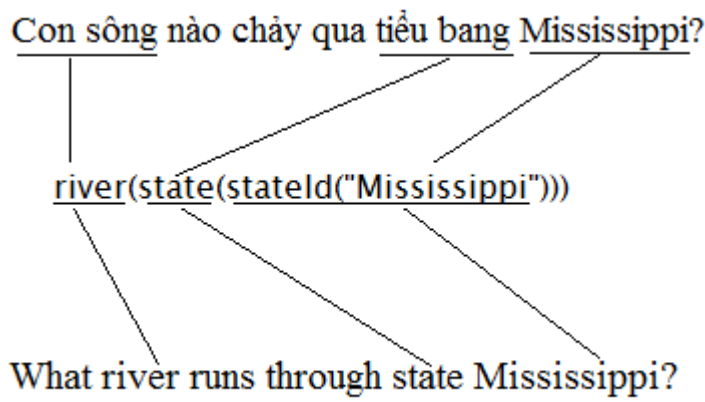 Con sông nào chảy qua tiểu bang Mississippi?
river(state(stateId("Mississippi")))
What river runs through state Mississippi?